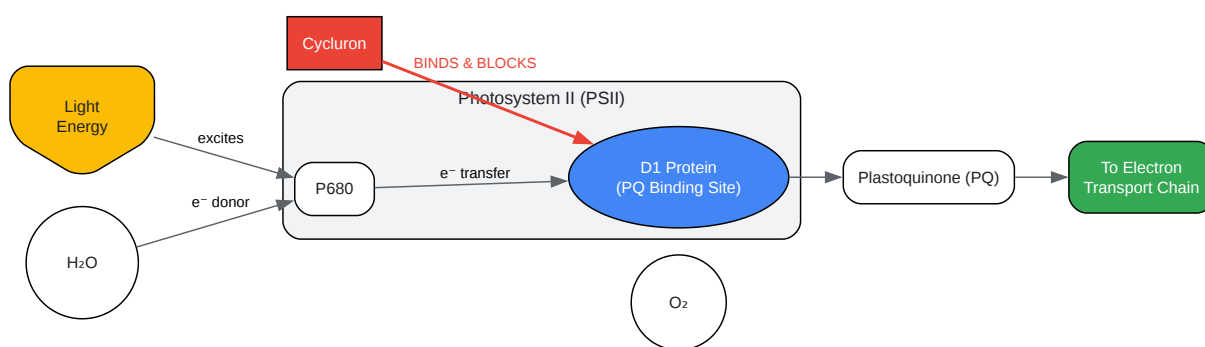 Cycluron
BINDS & BLOCKS
Photosystem II (PSII)
Light
Energy
excites
P680
e⁻ transfer
D1 Protein
(PQ Binding Site)
Plastoquinone (PQ)
To Electron
Transport Chain
e⁻ donor
H₂O
O₂